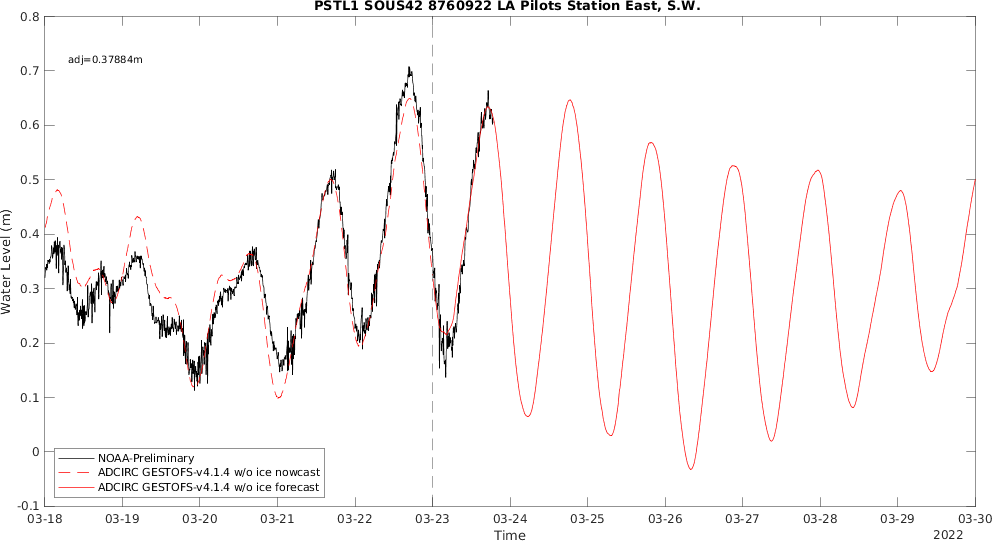 PSTL1 SOUS42 8760922 LA Pilots Station East, S.W.
adj=0.37884m
0.8
0.7
0.6
0.5
0.4
0.3
0.2
0.1
0
-0.1
Water Level (m)
NOAA-Preliminary
ADCIRC GESTOFS-v4.1.4 w/o ice nowcast
ADCIRC GESTOFS-v4.1.4 w/o ice forecast
03-18 03-19 03-20 03-21 03-22 03-23 03-24 03-25 03-26 03-27 03-28 03-29 03-30
Time
2022